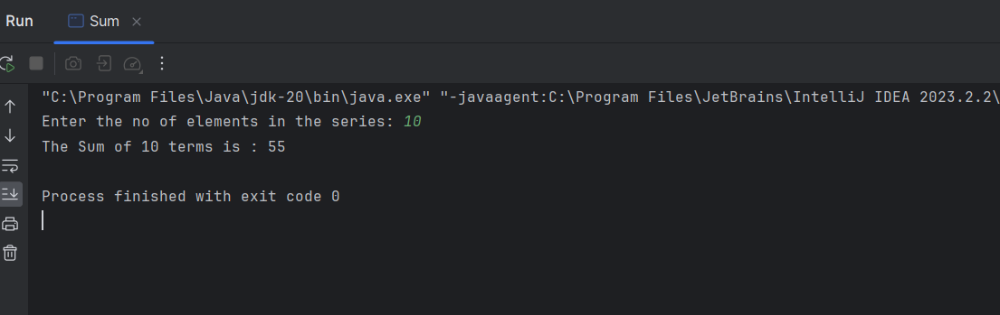 Run Sum
"C:\Program Files\Java\jdk-20\bin\java.exe" "-javaagent:C:\Program Files\JetBrains\IntelliJ IDEA 2023.2.2\
Enter the no of elements in the series: 10
The Sum of 10 terms is : 55
Process finished with exit code 0